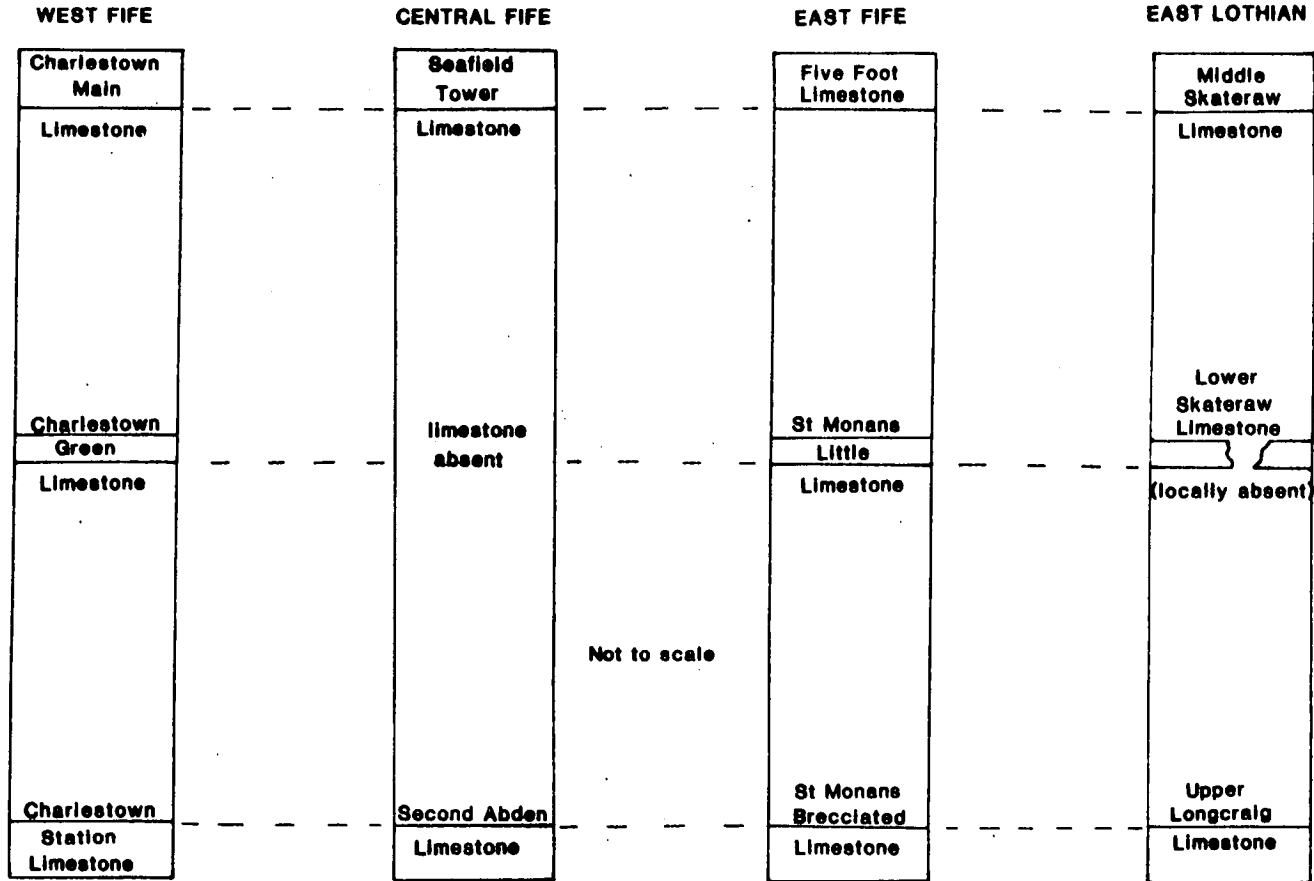 WEST FIFE
Charlestown
Main
Limestone
Charlestown
Green
Limestone
Charlestown
Station
Limestone
CENTRAL FIFE
Seafield
Tower
Limestone
limestone
absent
Second Abden
Limestone
Not to scale
EAST FIFE
Five Foot
Limestone
St Monans
Little
Limestone
St Monans
Brecciated
Limestone
EAST LOTHIAN
Middle
Skateraw
Limestone
Lower
Skateraw
Limestone
(locally absent)
Upper
Longcraig
Limestone